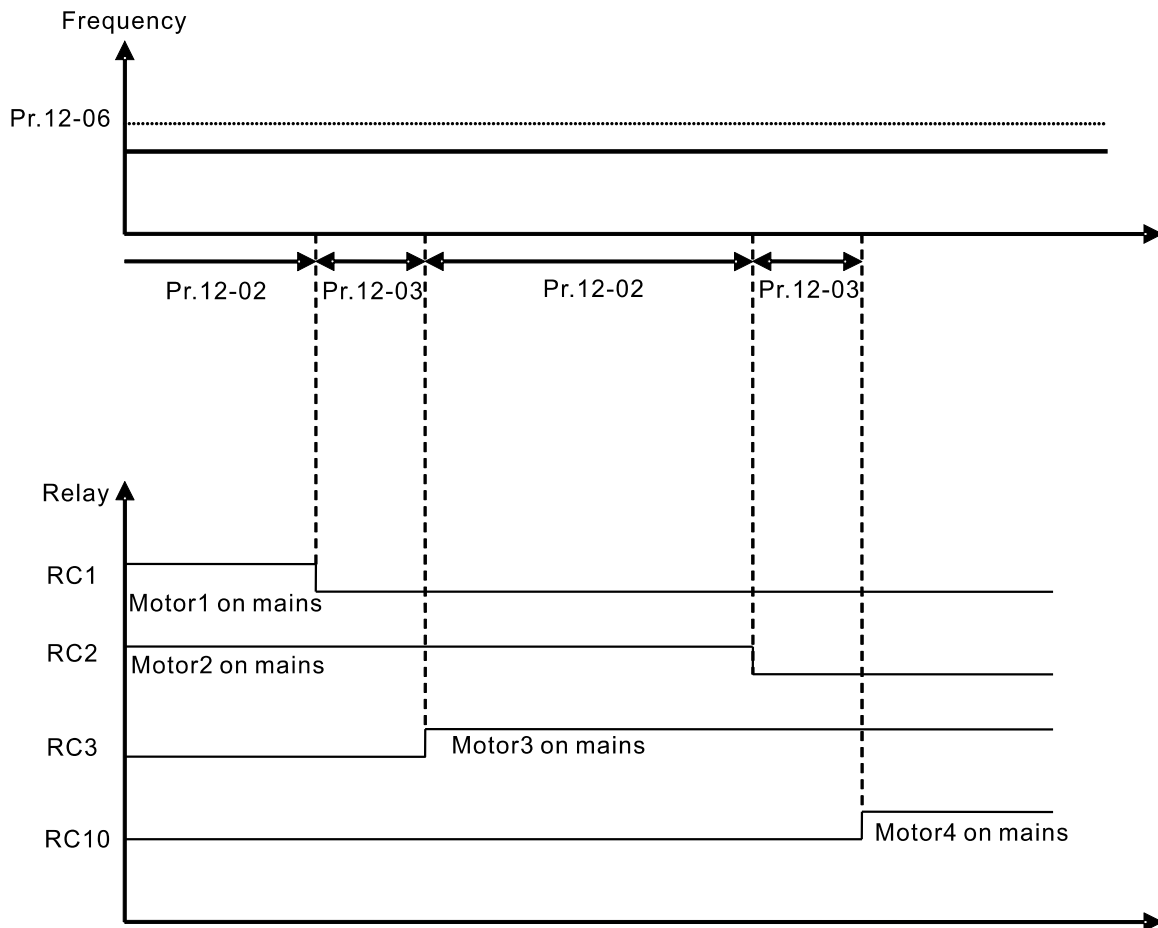 Frequency
Pr.12-06
Pr.12-02 Pr.12-03 Pr.12-02 Pr.12-03
Relay
RC1
Motor1 on mains
RC2
Motor2 on mains
RC3
Motor3 on mains
RC10
Motor4 on mains